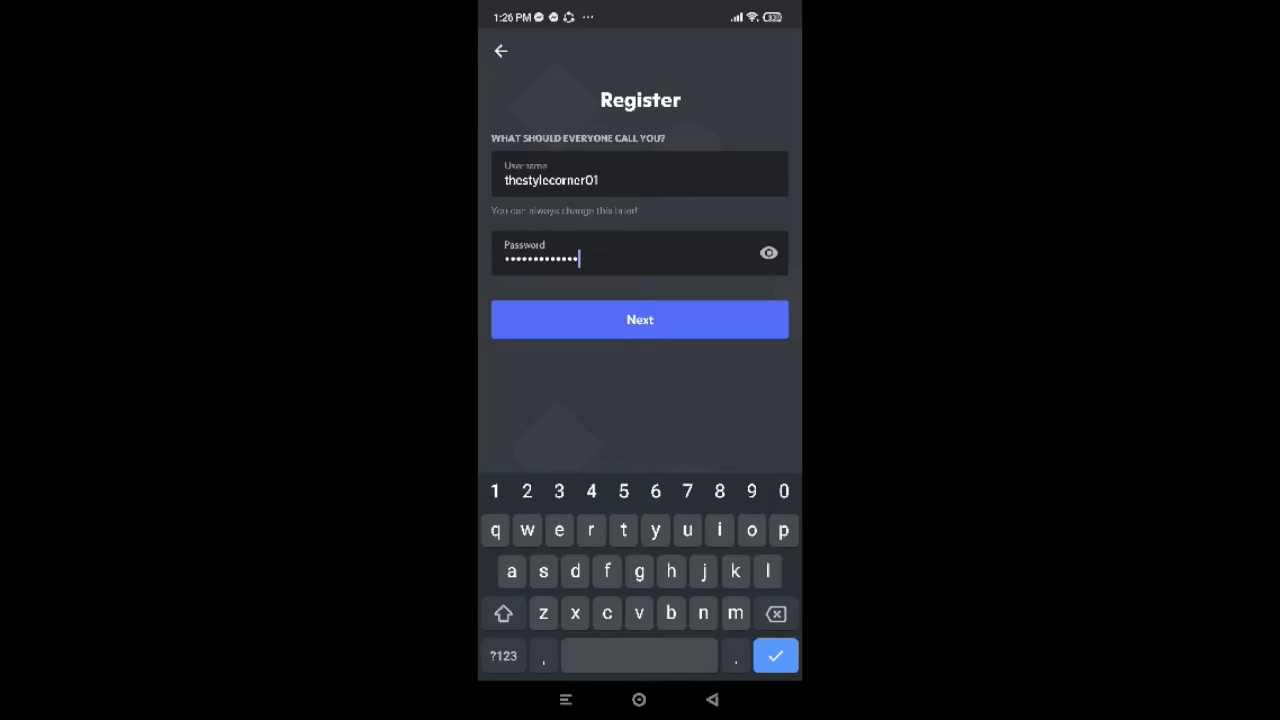 1:26 PM
Register
WHAT SHOULD EVERYONE CALL YOU?
Username
thestylecorner01
You can always change this later!
Password
•••••••••••••
Next
1 2 3 4 5 6 7 8 9 0
q w e r t y u i o p
a s d f g h j k l
z x c v b n m
?123 , .